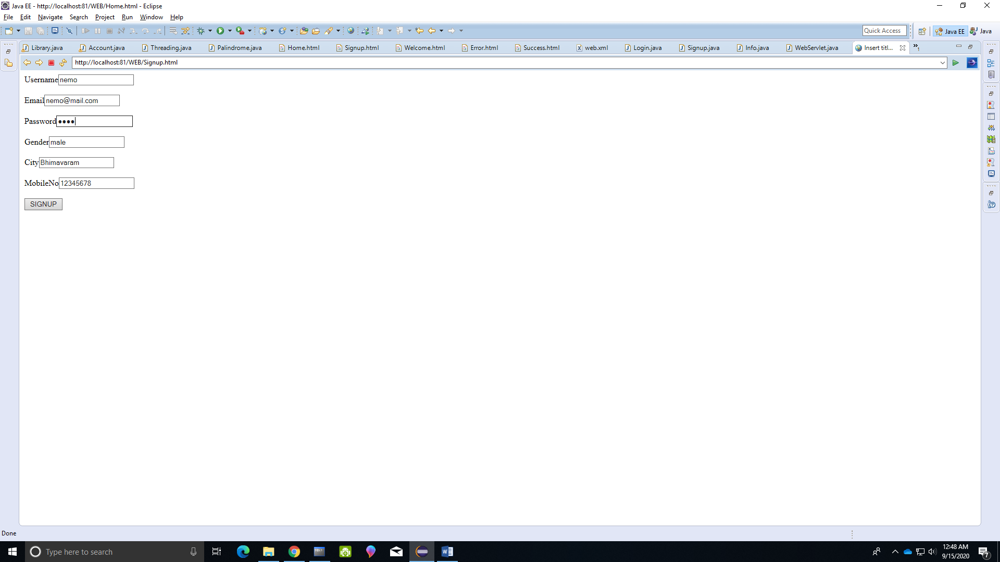 Java EE - http://localhost:81/WEB/Home.html - Eclipse
File Edit Navigate Search Project Run Window Help
Quick Access Java EE Java
Library.java Account.java Threading.java Palindrome.java Home.html Signup.html Welcome.html Error.html Success.html web.xml Login.java Signup.java Info.java WebServlet.java Insert titl... »1
http://localhost:81/WEB/Signup.html
Username nemo
Email nemo@mail.com
Password ••••
Gender male
City Bhimavaram
MobileNo 12345678
SIGNUP
Done
Type here to search
12:48 AM
9/15/2020
7